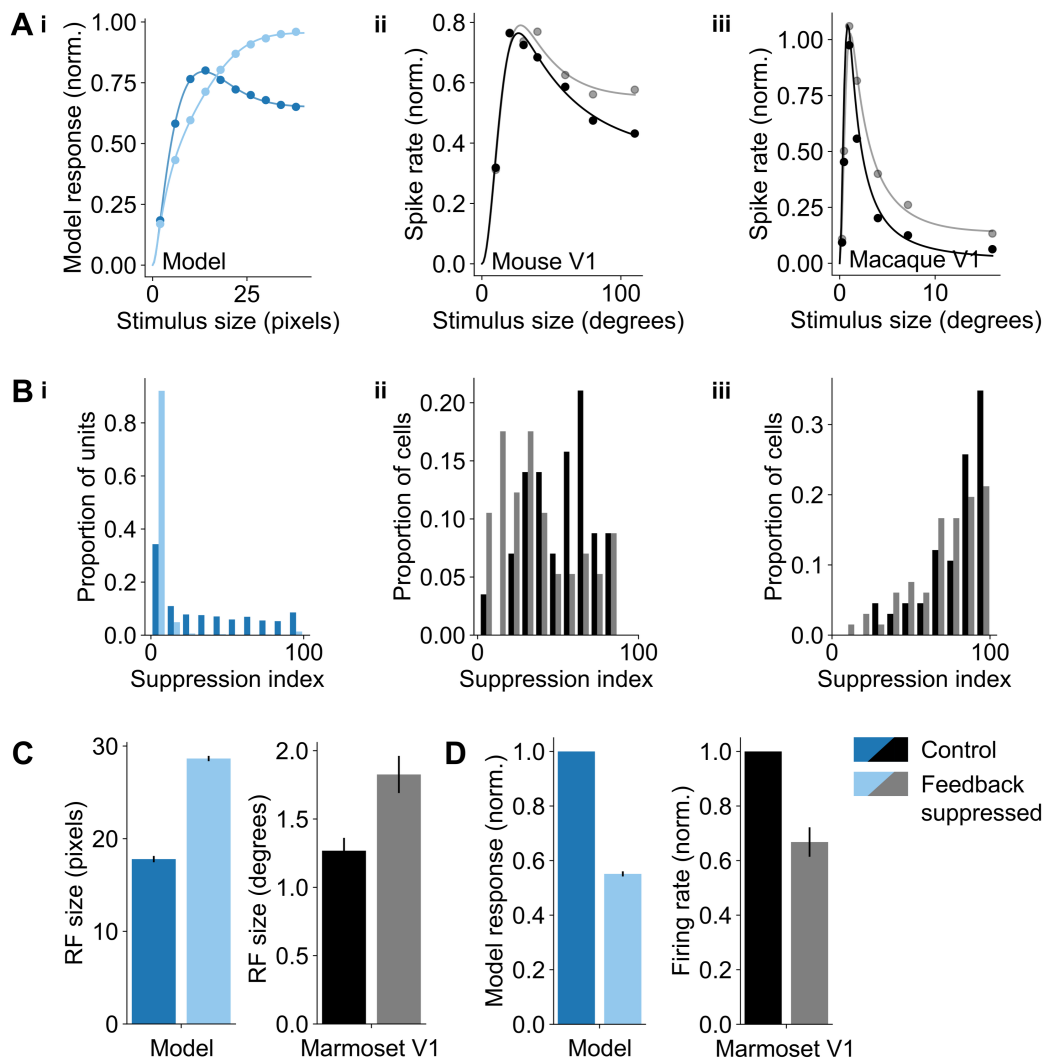 A i
Model response (norm.)
1.00
0.75
0.50
0.25
0.00
Model
0
25
Stimulus size (pixels)
ii
Spike rate (norm.)
0.8
0.6
0.4
0.2
0.0
Mouse V1
0
100
Stimulus size (degrees)
iii
Spike rate (norm.)
1.00
0.75
0.50
0.25
0.00
Macaque V1
0
10
Stimulus size (degrees)
B i
Proportion of units
0.8
0.6
0.4
0.2
0.0
0
100
Suppression index
ii
Proportion of cells
0.20
0.15
0.10
0.05
0.00
0
100
Suppression index
iii
Proportion of cells
0.3
0.2
0.1
0.0
0
100
Suppression index
C
RF size (pixels)
30
20
10
0
Model
RF size (degrees)
2.0
1.5
1.0
0.5
0.0
Marmoset V1
D
Model response (norm.)
1.0
0.8
0.6
0.4
0.2
0.0
Model
Firing rate (norm.)
1.0
0.8
0.6
0.4
0.2
0.0
Marmoset V1
Control
Feedback
suppressed